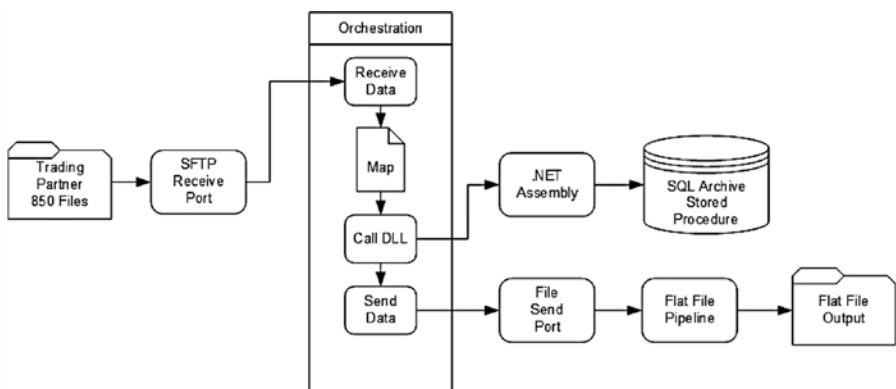 Orchestration
Receive
Data
Trading
Partner
850 Files
SFTP
Receive
Port
Map
.NET
Assembly
SQL Archive
Stored
Procedure
Call DLL
Send
Data
File
Send
Port
Flat File
Pipeline
Flat File
Output